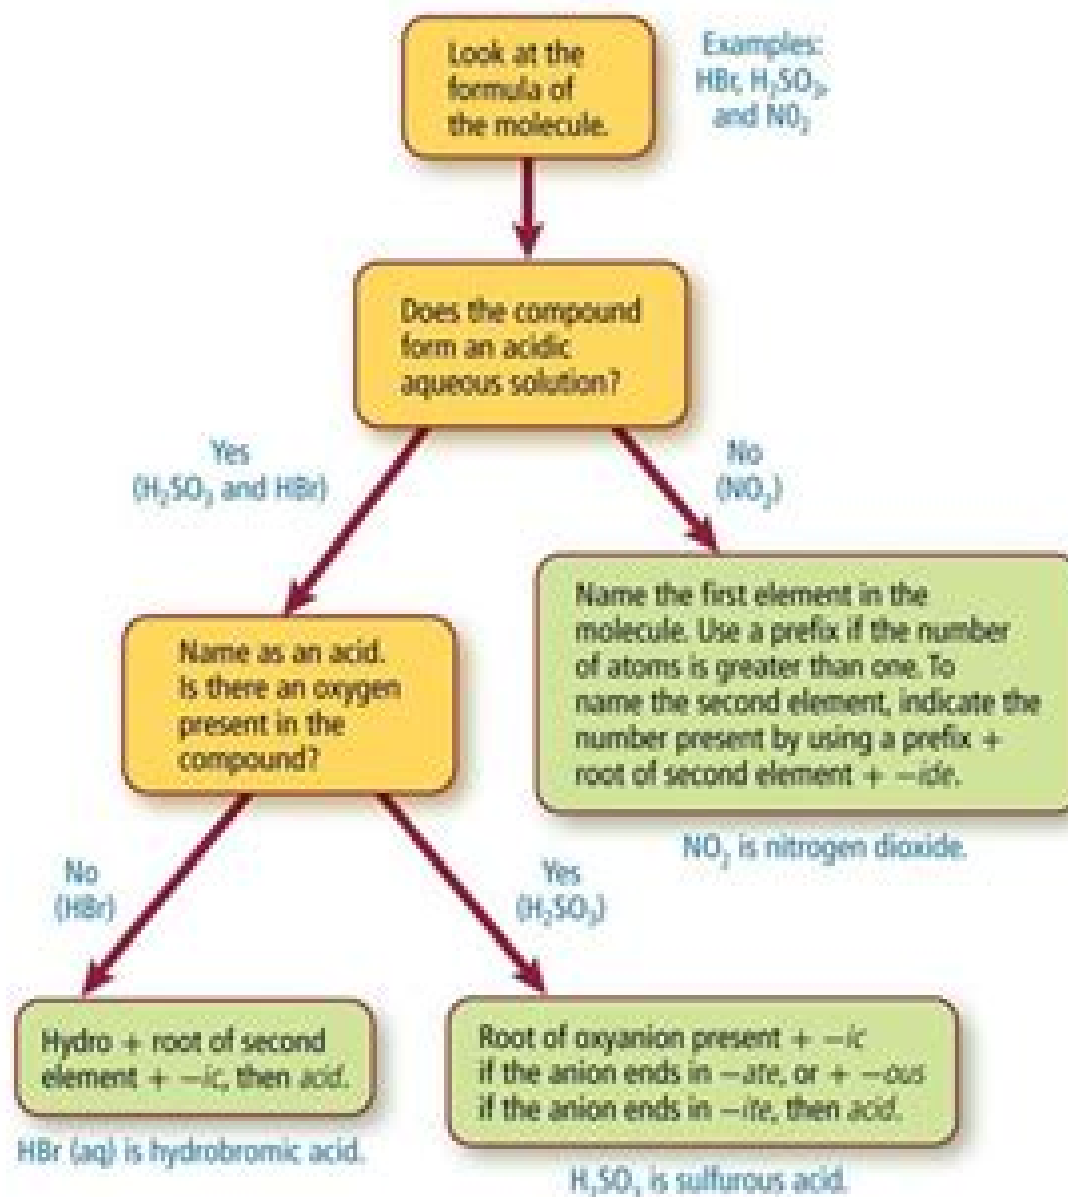 Look at the
formula of
the molecule.
Examples:
HBr, H₂SO₃,
and N0₂
Does the compound
form an acidic
aqueous solution?
Yes
(H₂SO₃ and HBr)
No
(NO₂)
Name the first element in the
molecule. Use a prefix if the number
of atoms is greater than one. To
name the second element, indicate the
number present by using a prefix +
root of second element + –ide.
NO₂ is nitrogen dioxide.
Name as an acid.
Is there an oxygen
present in the
compound?
No
(HBr)
Yes
(H₂SO₃)
Hydro + root of second
element + –ic, then acid.
HBr (aq) is hydrobromic acid.
Root of oxyanion present + –ic
if the anion ends in –ate, or + –ous
if the anion ends in –ite, then acid.
H₂SO₃ is sulfurous acid.